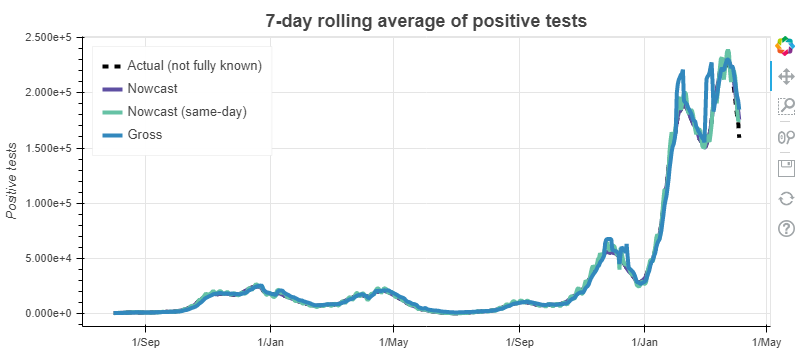 7-day rolling average of positive tests
2.500e+5
2.000e+5
1.500e+5
1.000e+5
5.000e+4
0.000e+0
Positive tests
Actual (not fully known)
Nowcast
Nowcast (same-day)
Gross
1/Sep
1/Jan
1/May
1/Sep
1/Jan
1/May